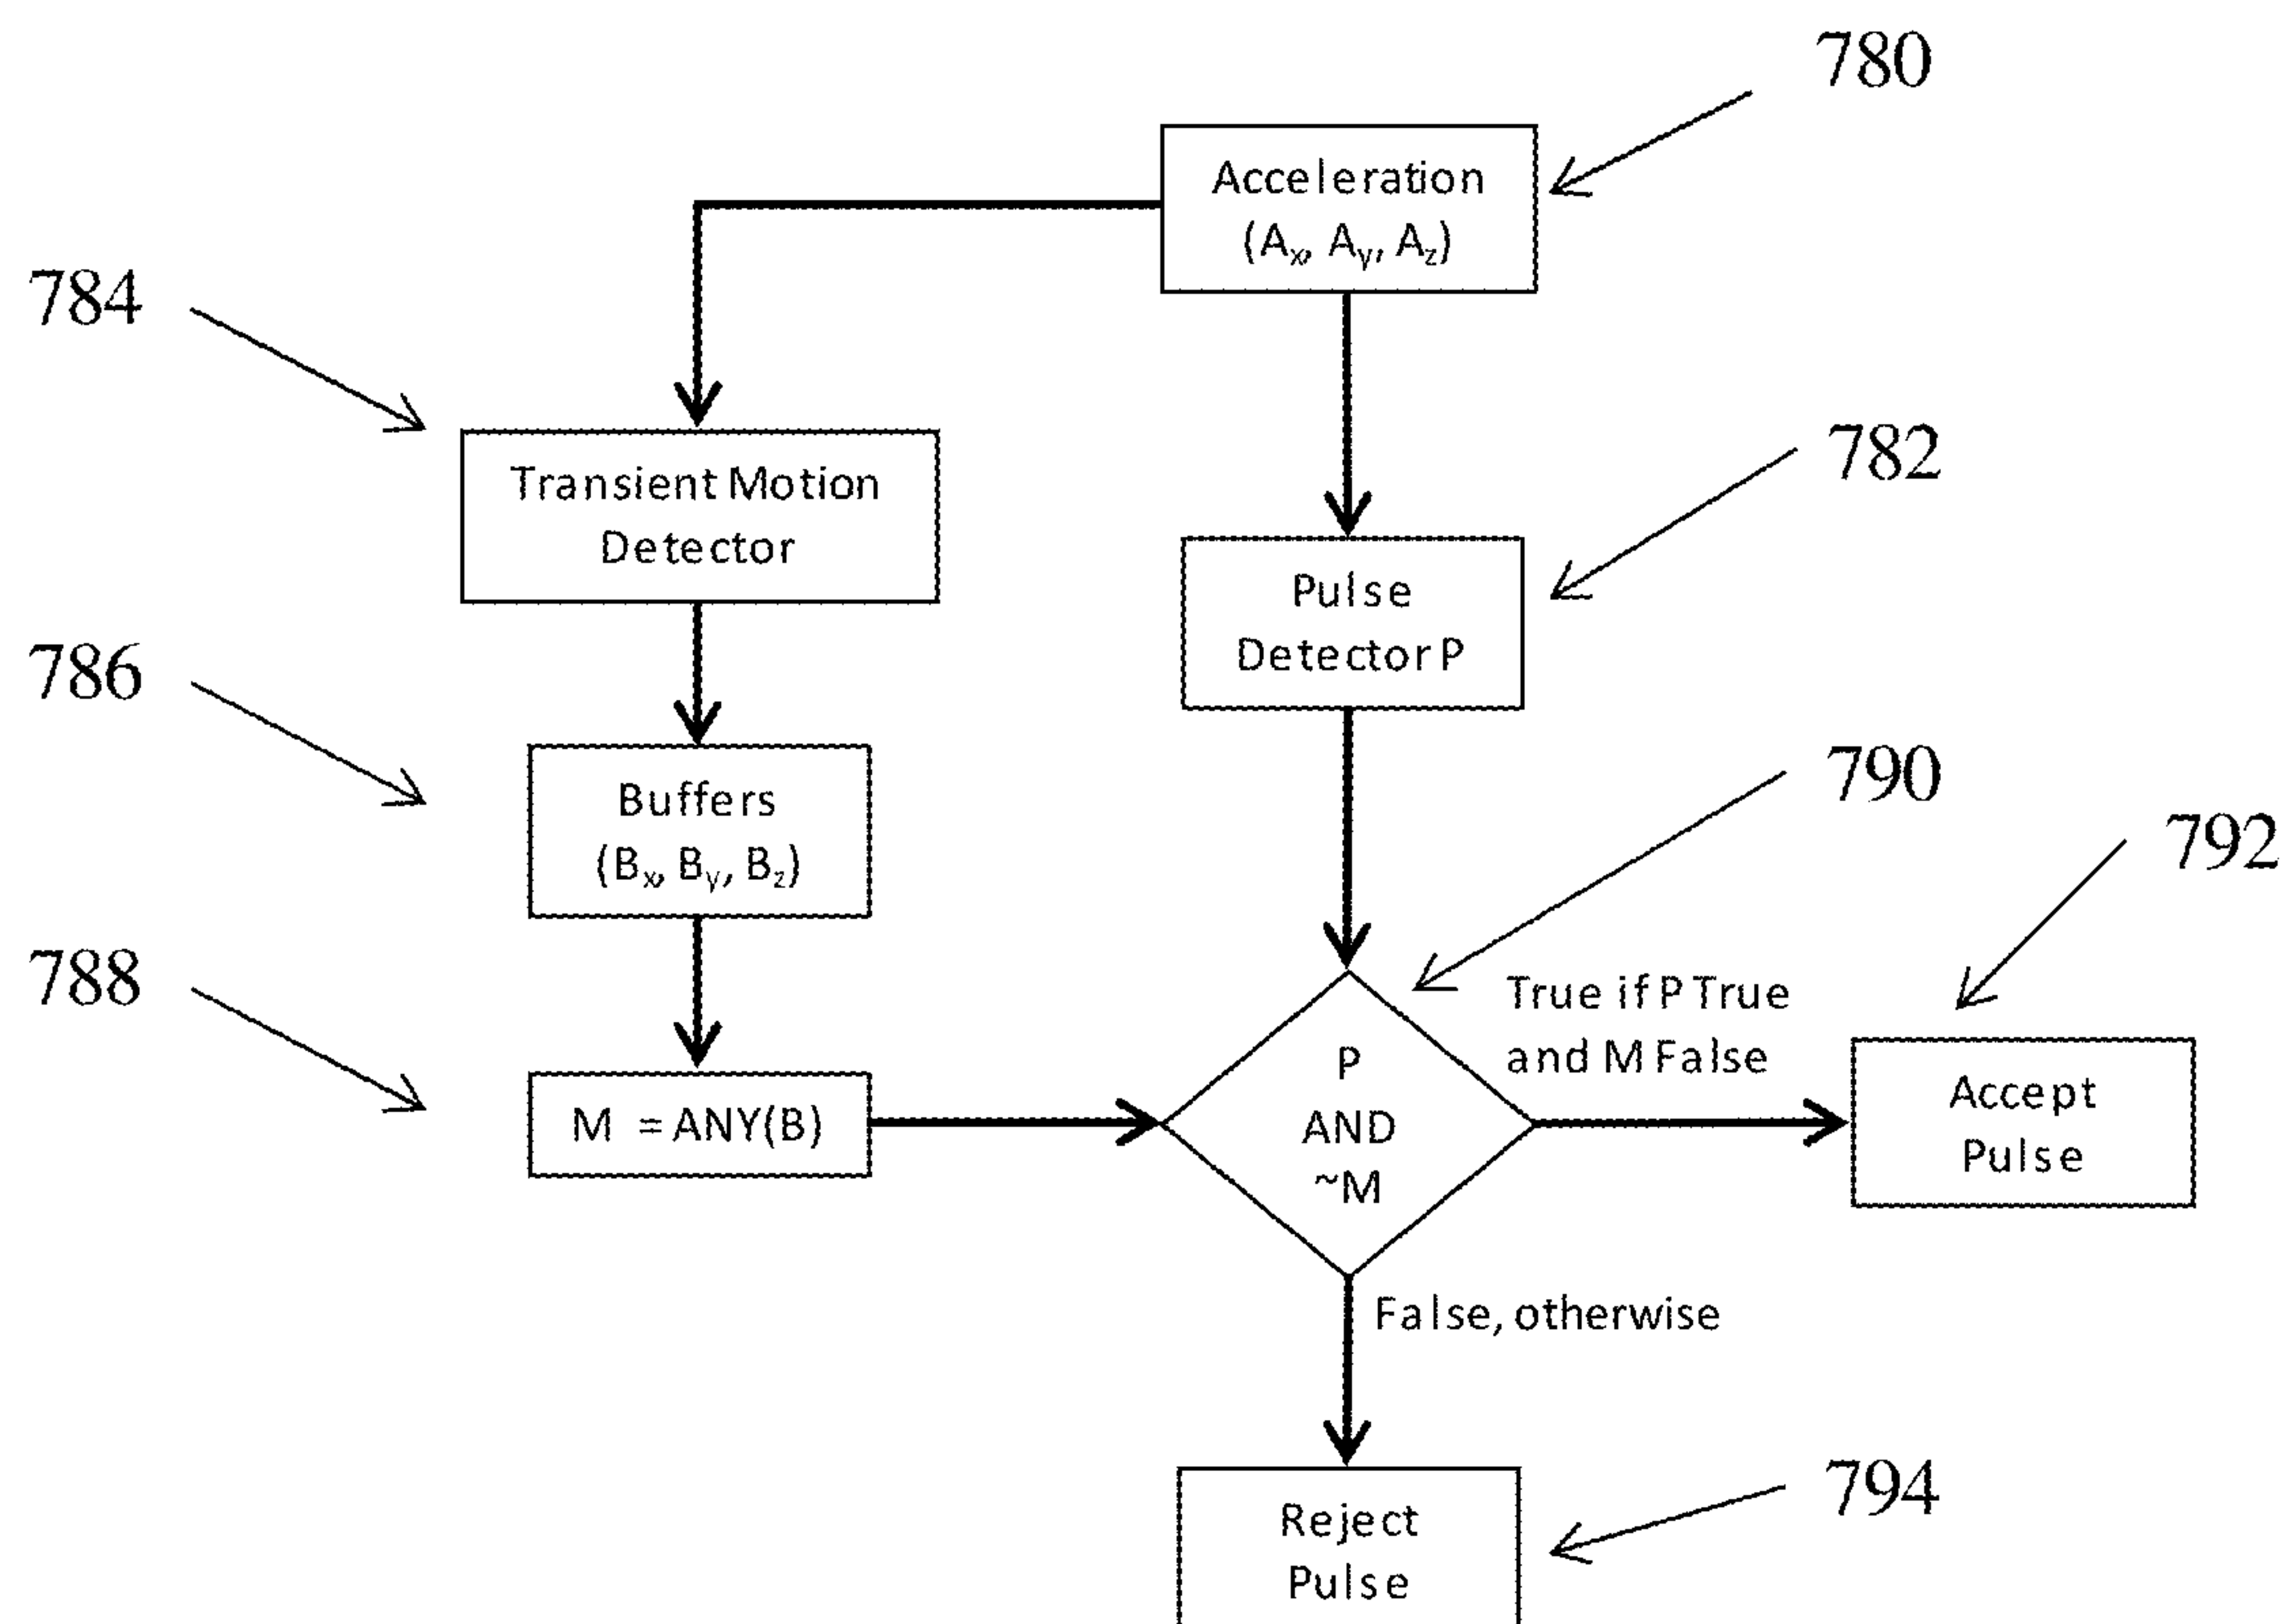 780
Acceleration
(Ax, Ay, Az)
784
Transient Motion
Detector
782
Pulse
Detector P
786
Buffers
(Bx, By, Bz)
790
792
788
M = ANY(B)
P
AND
~M
True if P True
and M False
Accept
Pulse
False, otherwise
794
Reject
Pulse